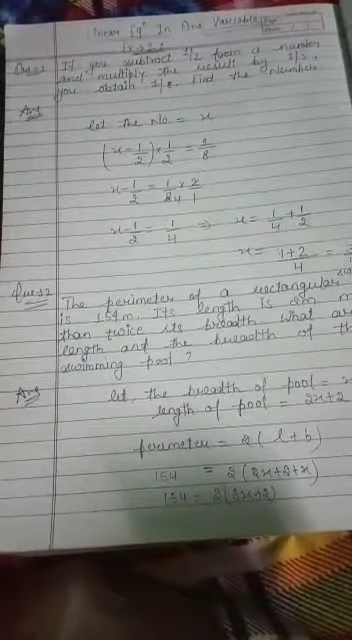 Linear Eqⁿ In One Variable
Ex → 2.2
Ques 1 If you subtract 1/2 from a number
and multiply the result by 1/2,
you obtain 1/8. Find the number.
Ans
let the No. = x
(x - 1/2) × 1/2 = 1/8
x - 1/2 = 1/8 × 2/1
x - 1/2 = 1/4 ⇒ x = 1/4 + 1/2
x = 1+2/4 =
Ques 2 The perimeter of a rectangular
is 154 m. Its length is 2m
than twice its breadth what are
length and the breadth of the
swimming pool?
Ans let, the breadth of pool = x
length of pool = 2x+2
perimeter = 2(l+b)
154 = 2(2x+2+x)
154 = 2(3x+2)